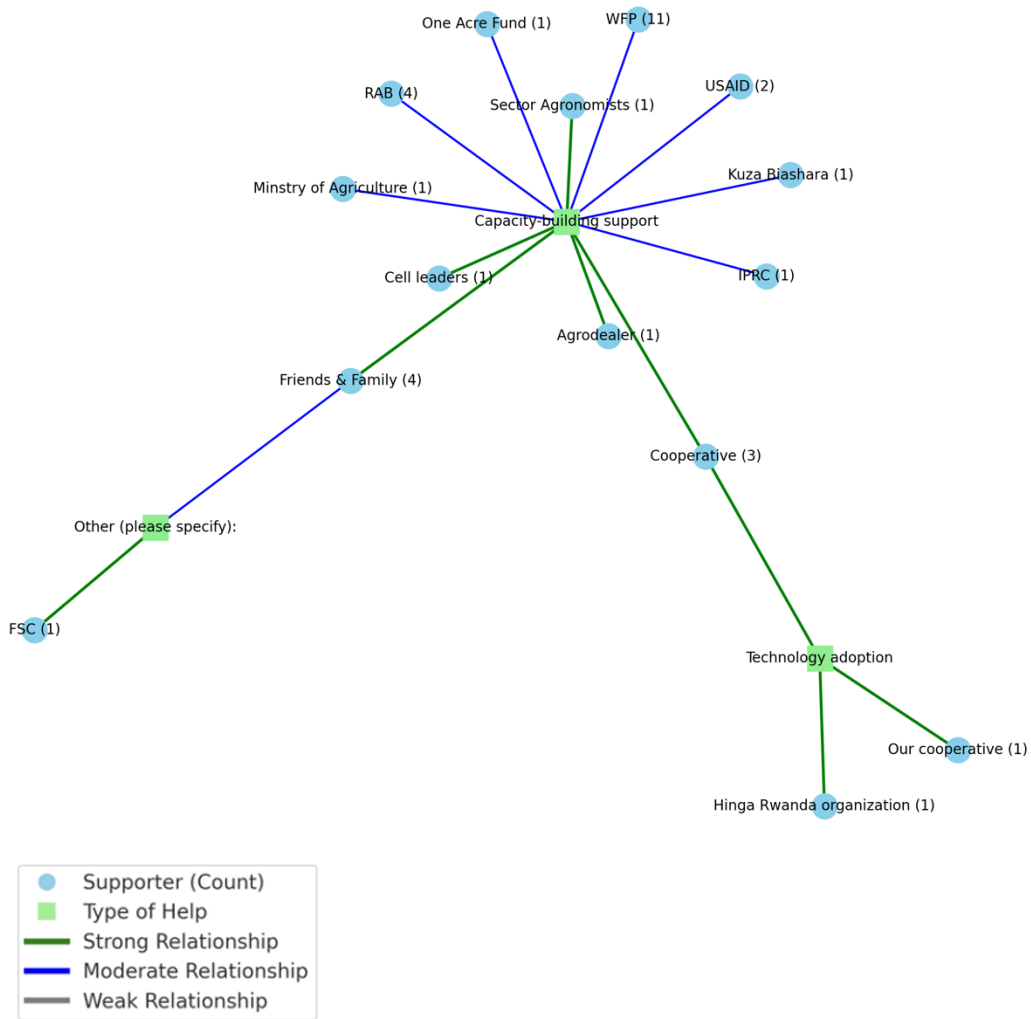 WFP (11)
One Acre Fund (1)
USAID (2)
RAB (4)
Sector Agronomists (1)
Kuza Biashara (1)
Minstry of Agriculture (1)
Capacity-building support
Cell leaders (1)
IPRC (1)
Agrodealer (1)
Friends & Family (4)
Cooperative (3)
Other (please specify):
FSC (1)
Technology adoption
Our cooperative (1)
Hinga Rwanda organization (1)
Supporter (Count)
Type of Help
Strong Relationship
Moderate Relationship
Weak Relationship